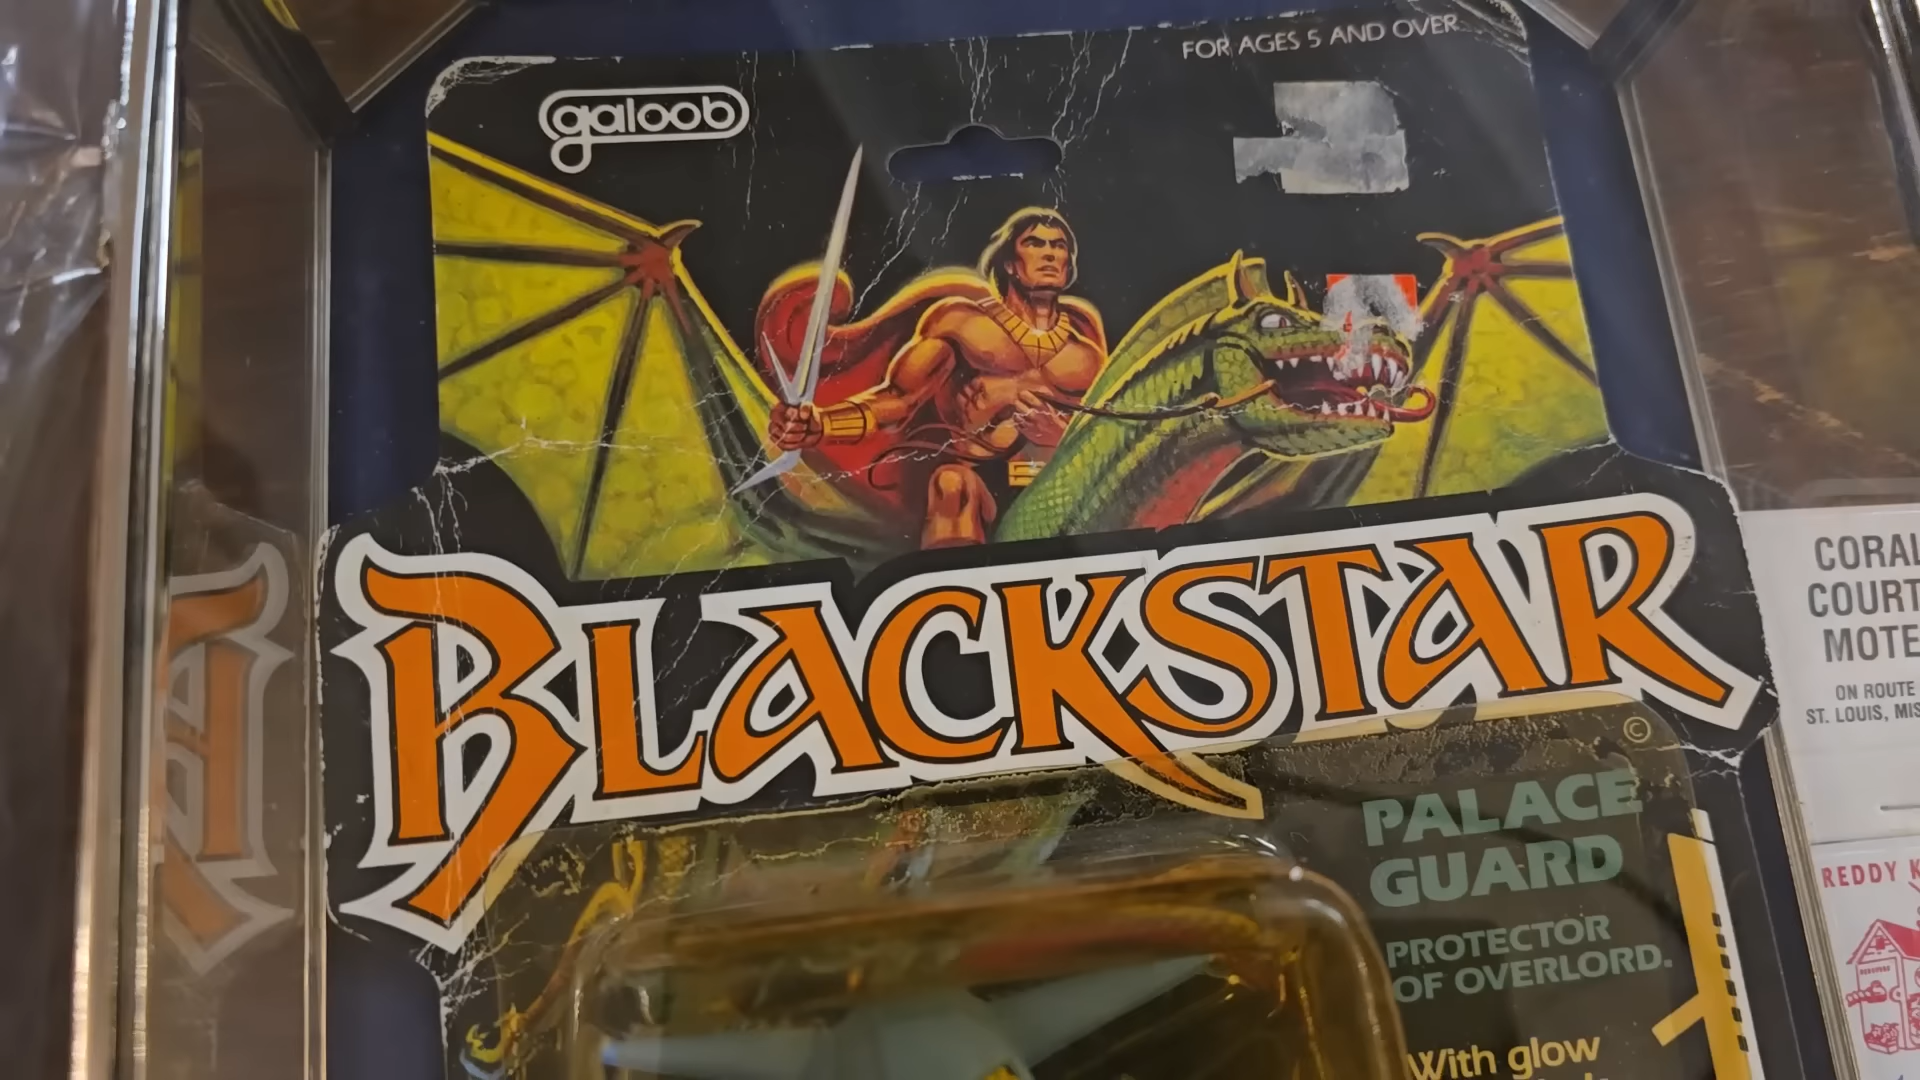 galoob
FOR AGES 5 AND OVER
BLACKSTAR
©
PALACE
GUARD
PROTECTOR
OF OVERLORD.
With glow
CORAL
COURT
MOTE
ON ROUTE
ST. LOUIS, MIS
REDDY K